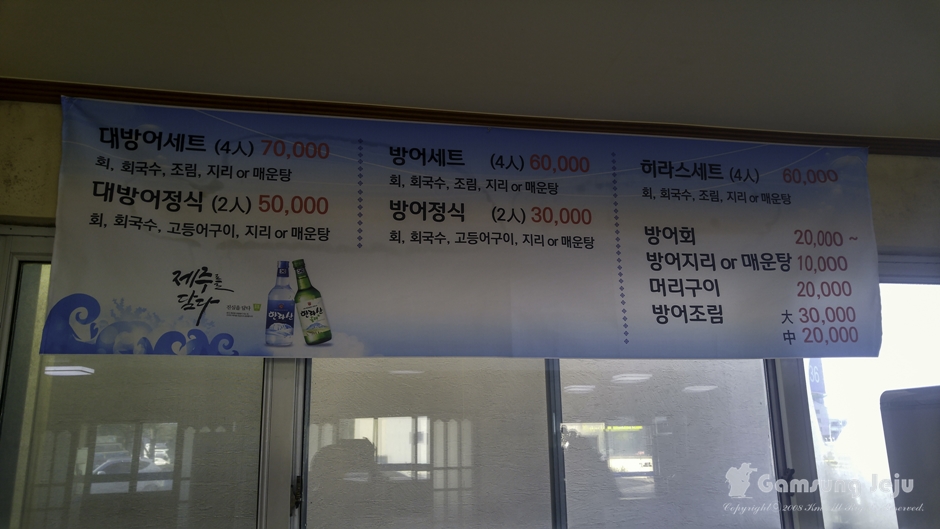 대방어세트 (4人) 70,000
회, 회국수, 조림, 지리 or 매운탕
대방어정식 (2人) 50,000
회, 회국수, 고등어구이, 지리 or 매운탕
제주를
담다
한라산
한라산
방어세트 (4人) 60,000
회, 회국수, 조림, 지리 or 매운탕
방어정식 (2人) 30,000
회, 회국수, 고등어구이, 지리 or 매운탕
히라스세트 (4人) 60,000
회, 회국수, 조림, 지리 or 매운탕
방어회 20,000 ~
방어지리 or 매운탕 10,000
머리구이 20,000
방어조림 大 30,000
中 20,000
Gamsung Jeju